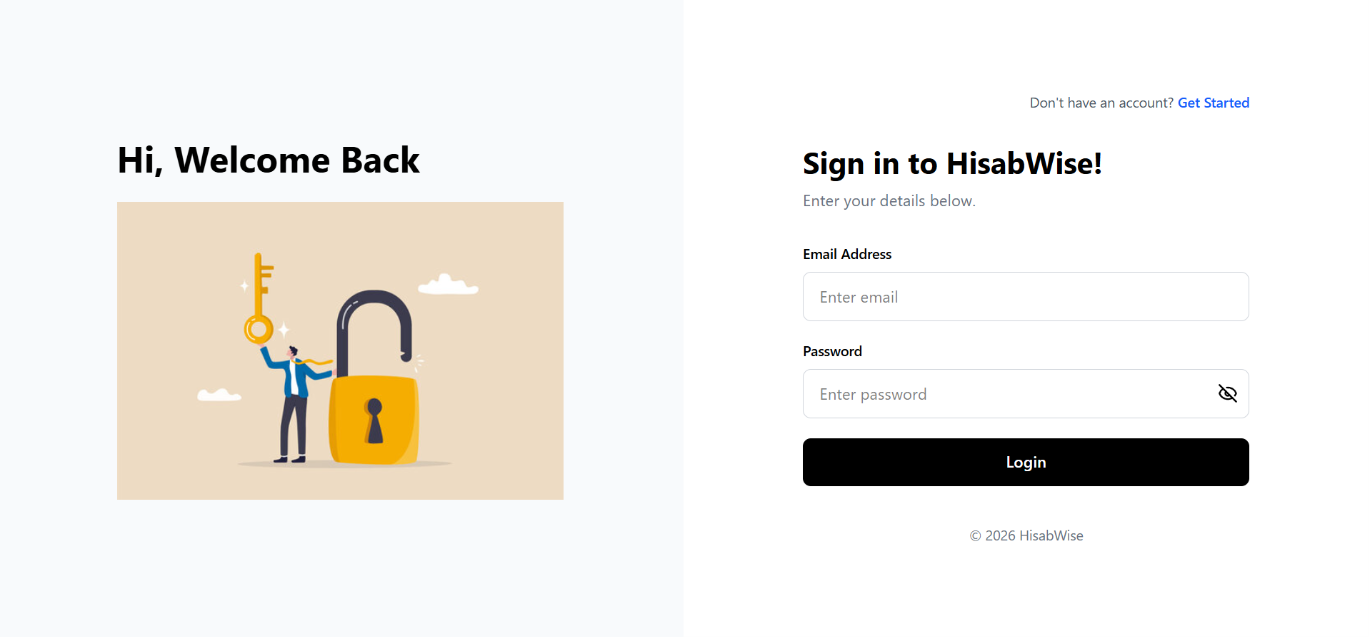 Hi, Welcome Back
Don't have an account? Get Started
Sign in to HisabWise!
Enter your details below.
Email Address
Enter email
Password
Enter password
Login
© 2026 HisabWise